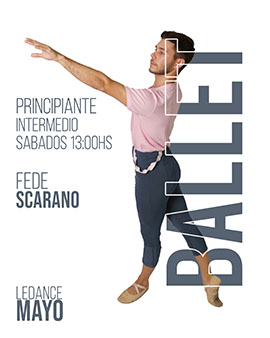 PRINCIPIANTE
INTERMEDIO
SABADOS 13:00HS
FEDE
SCARANO
LEDANCE
MAYO
BALLET